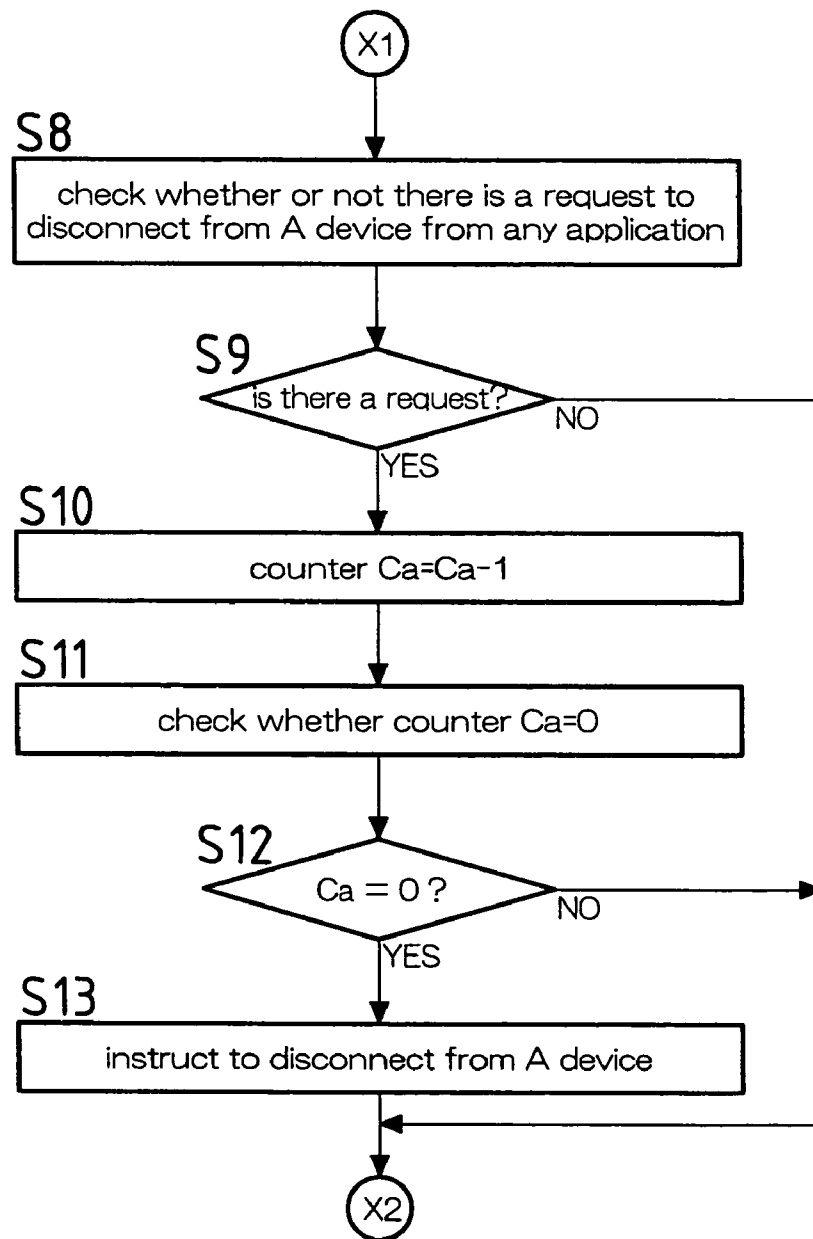 X1
S8
check whether or not there is a request to
disconnect from A device from any application
S9
is there a request?
NO
YES
S10
counter Ca=Ca-1
S11
check whether counter Ca=0
S12
Ca = 0 ?
NO
YES
S13
instruct to disconnect from A device
X2